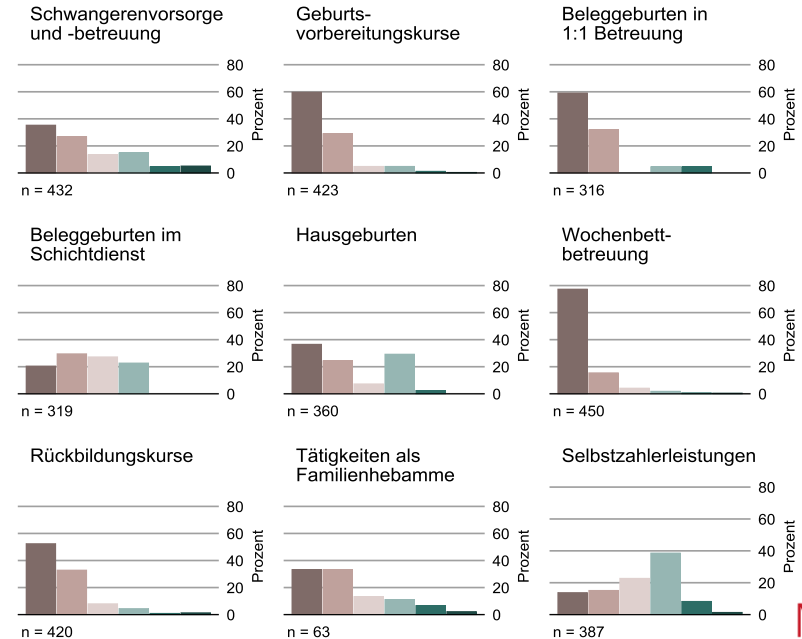 Schwangerenvorsorge
und -betreuung
80
60
40
20
0
Prozent
n = 432
Geburts-
vorbereitungskurse
80
60
40
20
0
Prozent
n = 423
Beleggeburten in
1:1 Betreuung
80
60
40
20
0
Prozent
n = 316
Beleggeburten im
Schichtdienst
80
60
40
20
0
Prozent
n = 319
Hausgeburten
80
60
40
20
0
Prozent
n = 360
Wochenbett-
betreuung
80
60
40
20
0
Prozent
n = 450
Rückbildungskurse
80
60
40
20
0
Prozent
n = 420
Tätigkeiten als
Familienhebamme
80
60
40
20
0
Prozent
n = 63
Selbstzahlerleistungen
80
60
40
20
0
Prozent
n = 387